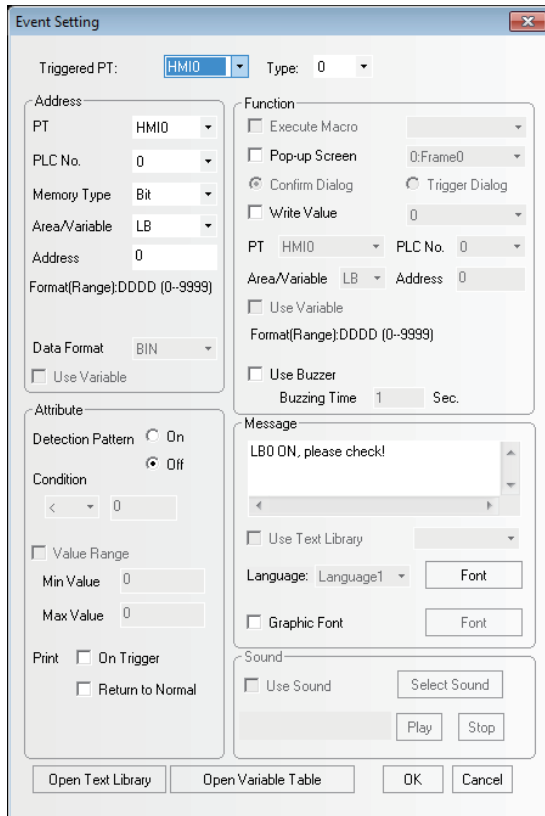 Event Setting
Triggered PT: HMI0 Type: 0
Address
PT HMI0
PLC No. 0
Memory Type Bit
Area/Variable LB
Address 0
Format(Range):DDDD (0--9999)
Data Format BIN
Use Variable
Attribute
Detection Pattern On
Off
Condition
< 0
Value Range
Min Value 0
Max Value 0
Print On Trigger
Return to Normal
Function
Execute Macro
Pop-up Screen 0:Frame0
Confirm Dialog Trigger Dialog
Write Value 0
PT HMI0 PLC No. 0
Area/Variable LB Address 0
Use Variable
Format(Range):DDDD (0--9999)
Use Buzzer
Buzzing Time 1 Sec.
Message
LB0 ON, please check!
Use Text Library
Language: Language1 Font
Graphic Font Font
Sound
Use Sound Select Sound
Play Stop
Open Text Library Open Variable Table OK Cancel